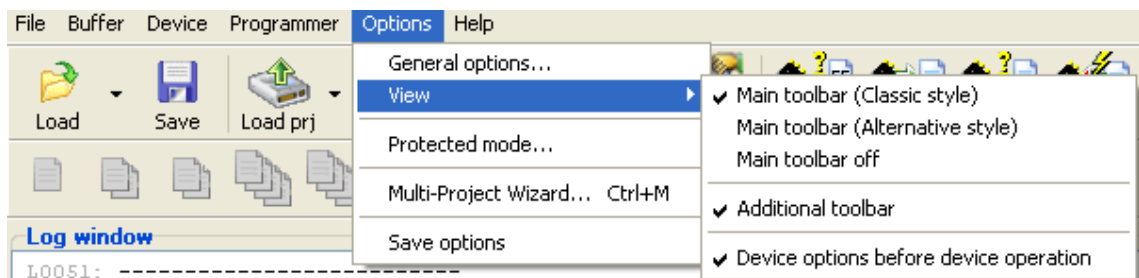 File Buffer Device Programmer Options Help
General options...
View
Protected mode...
Multi-Project Wizard... Ctrl+M
Save options
Main toolbar (Classic style)
Main toolbar (Alternative style)
Main toolbar off
Additional toolbar
Device options before device operation
Load Save Load prj
Log window
L0051: ----------------------------